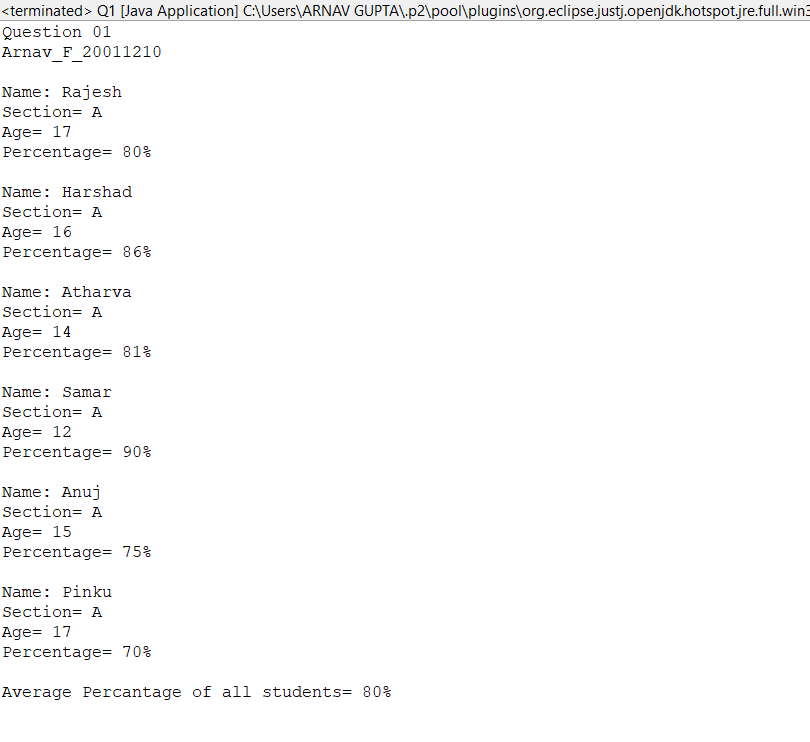 <terminated> Q1 [Java Application] C:\Users\ARNAV GUPTA\.p2\pool\plugins\org.eclipse.justj.openjdk.hotspot.jre.full.win3
Question 01
Arnav_F_20011210
Name: Rajesh
Section= A
Age= 17
Percentage= 80%
Name: Harshad
Section= A
Age= 16
Percentage= 86%
Name: Atharva
Section= A
Age= 14
Percentage= 81%
Name: Samar
Section= A
Age= 12
Percentage= 90%
Name: Anuj
Section= A
Age= 15
Percentage= 75%
Name: Pinku
Section= A
Age= 17
Percentage= 70%
Average Percantage of all students= 80%